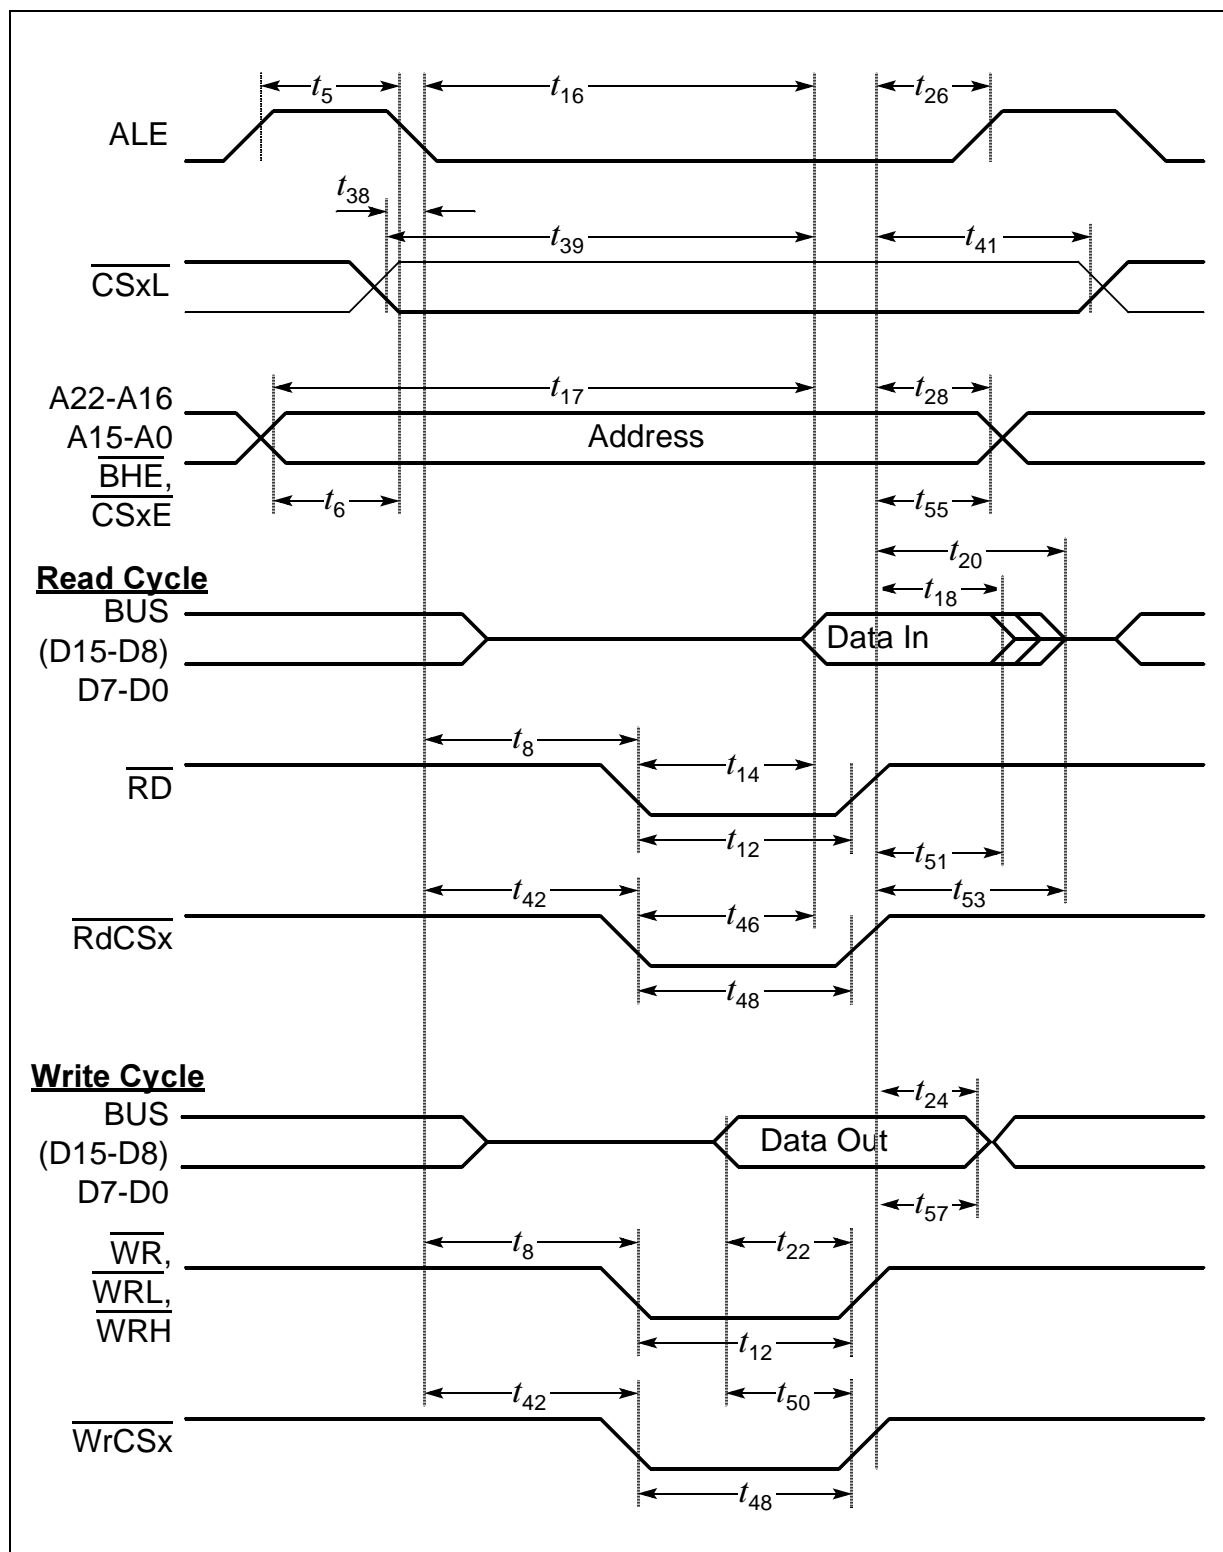 t5
t16
t26
ALE
t38
t39
t41
CSxL
A22-A16
t17
t28
A15-A0
Address
BHE,
CSxE
t6
t55
t20
Read Cycle
t18
BUS
(D15-D8)
Data In
D7-D0
t8
t14
RD
t12
t51
t42
t53
t46
RdCSx
t48
Write Cycle
t24
BUS
(D15-D8)
Data Out
D7-D0
t57
t8
t22
WR,
WRL,
WRH
t12
t42
t50
WrCSx
t48